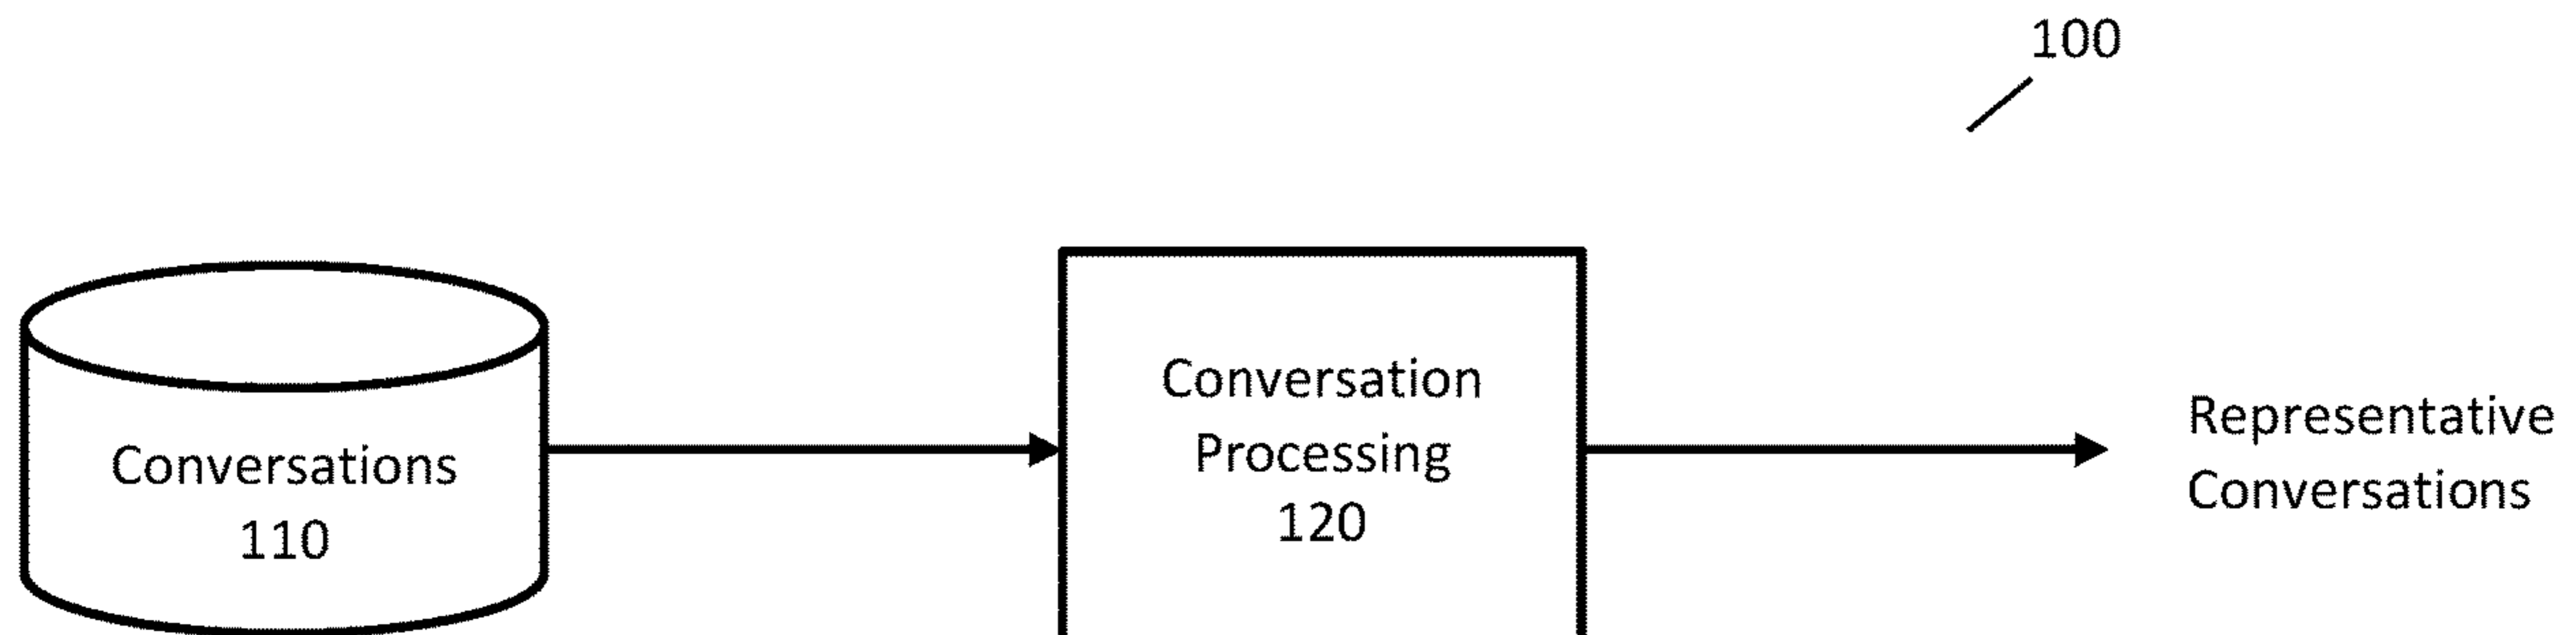 100
Conversations
110
Conversation
Processing
120
Representative
Conversations